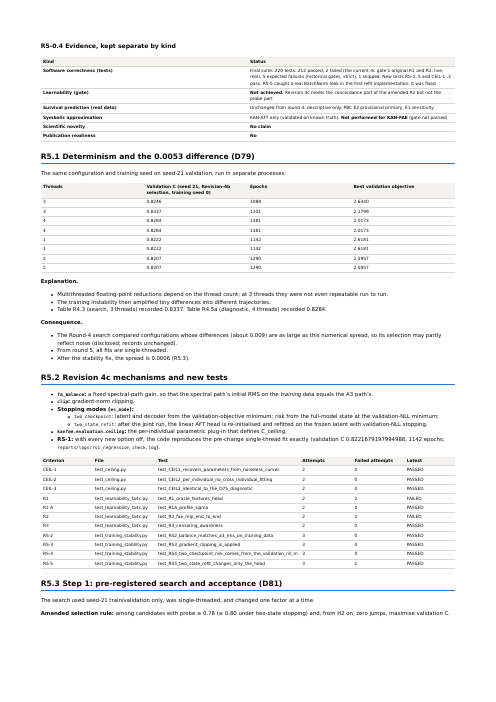 R5-0.4 Evidence, kept separate by kind
Kind Status
Software correctness (tests) Final suite: 220 tests: 212 passed, 2 failed (the current 4c gate's original R1 and R2: live,
real), 5 expected failures (historical gates, strict), 1 skipped. New tests RS-2..5 and CEIL-1..3
pass. RS-5 caught a real BatchNorm leak in the first refit implementation; it was fixed
Learnability (gate) Not achieved. Revision 4c meets the concordance part of the amended R2 but not the
probe part
Survival prediction (real data) Unchanged from round 4: descriptive only. PBC E2 provisional primary, E1 sensitivity
Symbolic approximation KAN-AFT only (validated on known truth). Not performed for KAN-FAE (gate not passed)
Scientific novelty No claim
Publication readiness No
R5.1 Determinism and the 0.0053 difference (D79)
The same configuration and training seed on seed-21 validation, run in separate processes:
Threads Validation C (seed 21, Revision-4b selection, training seed 0) Epochs Best validation objective
3 0.8246 1088 2.6340
3 0.8337 1101 2.1799
4 0.8284 1381 2.0173
4 0.8284 1381 2.0173
1 0.8222 1142 2.6181
1 0.8222 1142 2.6181
2 0.8207 1290 2.5957
2 0.8207 1290 2.5957
Explanation.
• Multithreaded floating-point reductions depend on the thread count; at 3 threads they were not even repeatable run to run.
• The training instability then amplified tiny differences into different trajectories.
• Table R4.3 (search, 3 threads) recorded 0.8337. Table R4.5a (diagnostic, 4 threads) recorded 0.8284.
Consequence.
• The Round-4 search compared configurations whose differences (about 0.009) are as large as this numerical spread, so its selection may partly
reflect noise (disclosed; records unchanged).
• From round 5, all fits are single-threaded.
• After the stability fix, the spread is 0.0006 (R5.3).
R5.2 Revision 4c mechanisms and new tests
• fs_balance: a fixed spectral-path gain, so that the spectral path's initial RMS on the training data equals the A3 path's.
• clip: gradient-norm clipping.
• Stopping modes (es_mode):
◦ two_checkpoint: latent and decoder from the validation-objective minimum; risk from the full-model state at the validation-NLL minimum;
◦ two_state_refit: after the joint run, the linear AFT head is re-initialised and refitted on the frozen latent with validation-NLL stopping.
• kanfae.evaluation.ceiling: the per-individual parametric plug-in that defines C_ceiling.
• RS-1: with every new option off, the code reproduces the pre-change single-thread fit exactly (validation C 0.8221679197994988, 1142 epochs;
reports/logs/rs1_regression_check.log).
Criterion File Test Attempts Failed attempts Latest
CEIL-1 test_ceiling.py test_CEIL1_recovers_parameters_from_noiseless_curves 2 0 PASSED
CEIL-2 test_ceiling.py test_CEIL2_per_individual_no_cross_fitting 2 0 PASSED
CEIL-3 test_ceiling.py test_CEIL3_identical_to_the_D75_diagnostic 2 0 PASSED
R1 test_learnability_fa4c.py test_R1_oracle_features_head 2 2 FAILED
R1-A test_learnability_fa4c.py test_R1A_profile_sigma 2 0 PASSED
R2 test_learnability_fa4c.py test_R2_fae_mlp_end_to_end 2 2 FAILED
R3 test_learnability_fa4c.py test_R3_censoring_awareness 2 0 PASSED
RS-2 test_training_stability.py test_RS2_balance_matches_a3_rms_on_training_data 3 0 PASSED
RS-3 test_training_stability.py test_RS3_gradient_clipping_is_applied 3 0 PASSED
RS-4 test_training_stability.py test_RS4_two_checkpoint_risk_comes_from_the_validation_nll_m 3 0 PASSED
RS-5 test_training_stability.py test_RS5_two_state_refit_changes_only_the_head 3 1 PASSED
R5.3 Step 1: pre-registered search and acceptance (D81)
The search used seed-21 train/validation only, was single-threaded, and changed one factor at a time.
Amended selection rule: among candidates with probe ≥ 0.78 (≥ 0.80 under two-state stopping) and, from H2 on, zero jumps, maximise validation C.